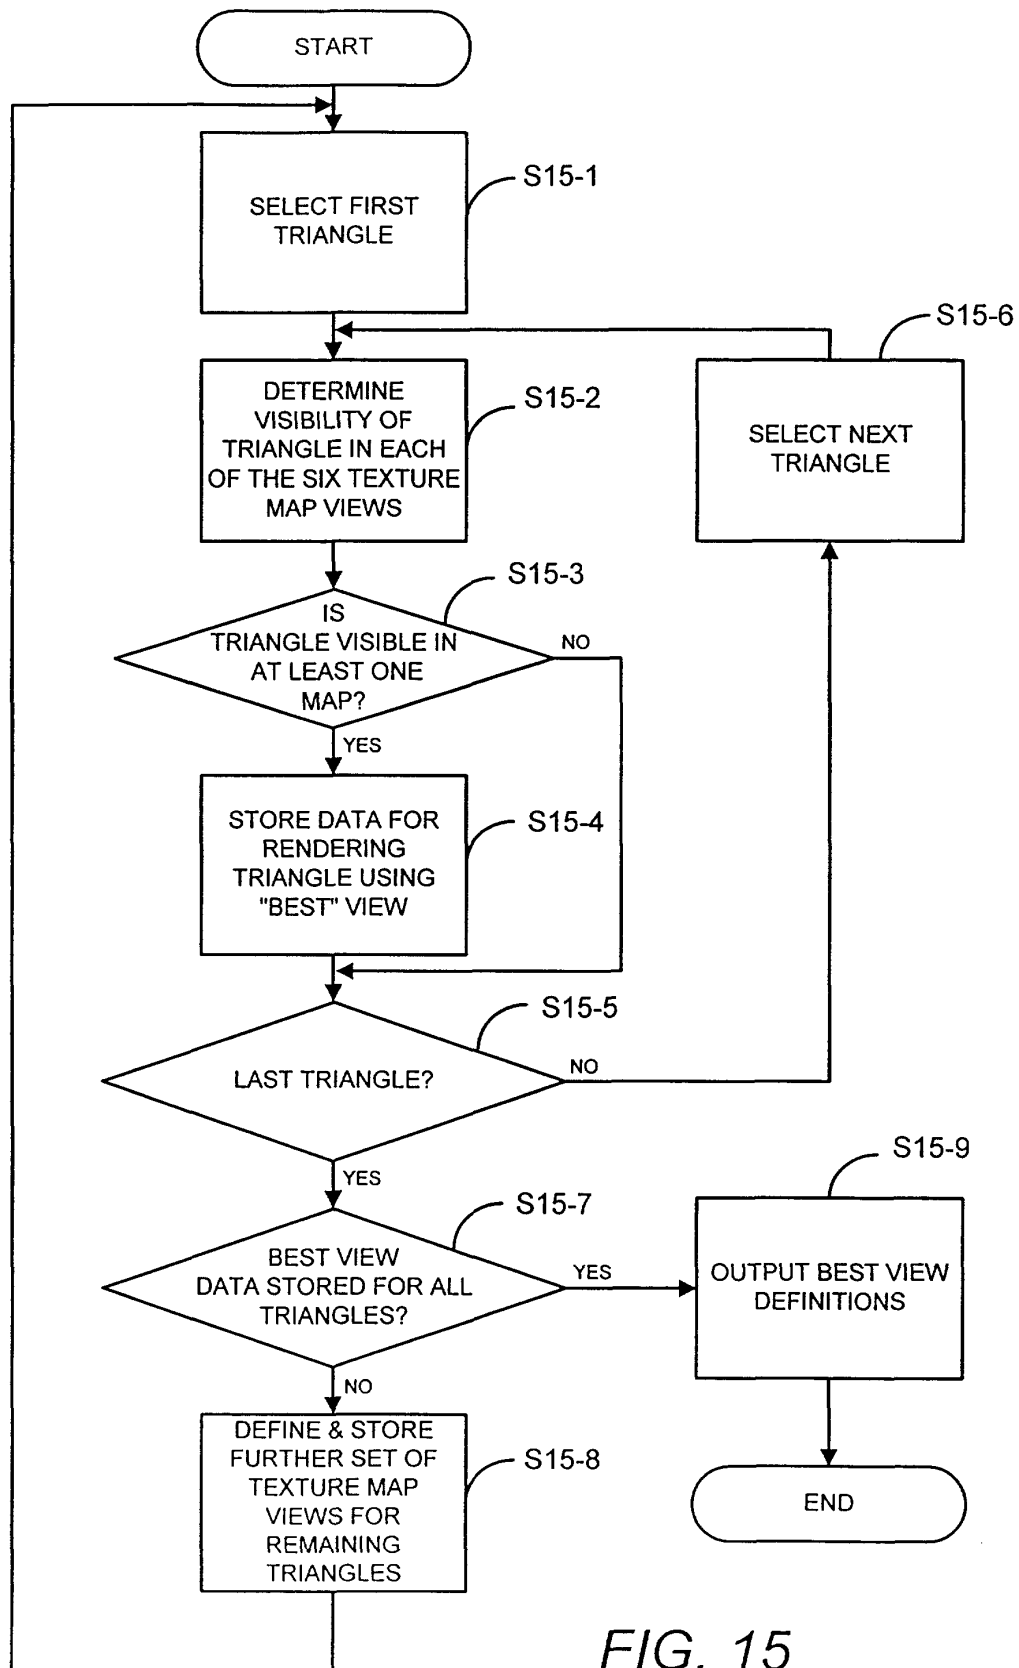 START
S15-1
SELECT FIRST
TRIANGLE
S15-6
SELECT NEXT
TRIANGLE
S15-2
DETERMINE
VISIBILITY OF
TRIANGLE IN EACH
OF THE SIX TEXTURE
MAP VIEWS
S15-3
IS
TRIANGLE VISIBLE IN
AT LEAST ONE
MAP?
NO
YES
S15-4
STORE DATA FOR
RENDERING
TRIANGLE USING
"BEST" VIEW
S15-5
LAST TRIANGLE?
NO
YES
S15-7
BEST VIEW
DATA STORED FOR ALL
TRIANGLES?
YES
NO
S15-9
OUTPUT BEST VIEW
DEFINITIONS
S15-8
DEFINE & STORE
FURTHER SET OF
TEXTURE MAP
VIEWS FOR
REMAINING
TRIANGLES
END
FIG. 15